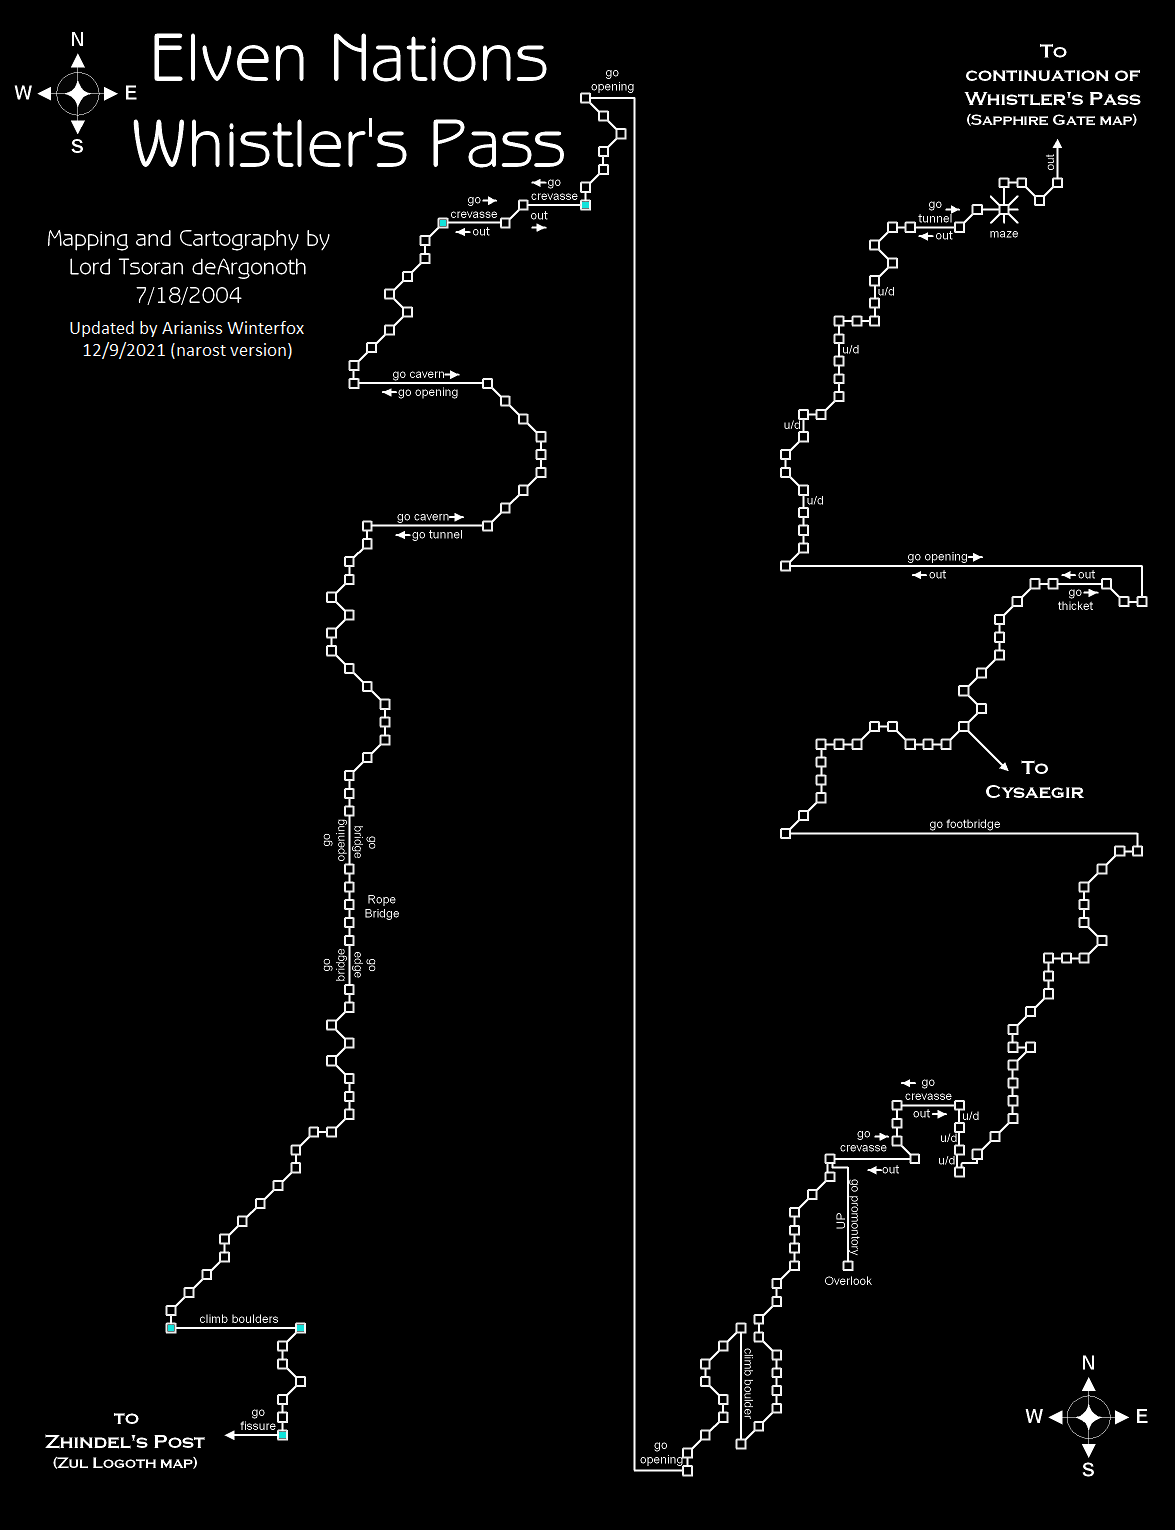 N
W E
S
Elven Nations
Whistler's Pass
Mapping and Cartography by
Lord Tsoran deArgonoth
7/18/2004
Updated by Arianiss Winterfox
12/9/2021 (narost version)
go
opening
go
crevasse
out
go
crevasse
out
go cavern
go opening
go cavern
go tunnel
go
opening
go
bridge
Rope
Bridge
go
bridge
go
edge
climb boulders
go
fissure
To
Zhindel's Post
(Zul Logoth map)
To
continuation of
Whistler's Pass
(Sapphire Gate map)
out
go
tunnel
out
maze
u/d
u/d
u/d
u/d
go opening
out
out
go
thicket
To
Cysaegir
go footbridge
go
crevasse
out
u/d
u/d
u/d
go
crevasse
out
go promontory
UP
Overlook
climb boulder
go
opening
N
W E
S